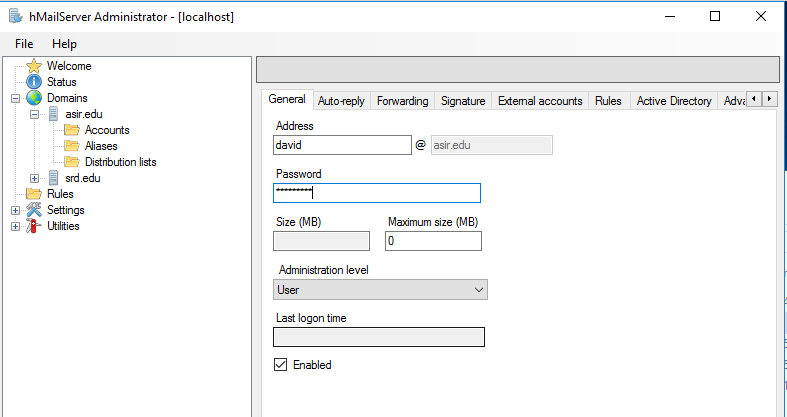 hMailServer Administrator - [localhost]
File Help
Welcome
Status
Domains
asir.edu
Accounts
Aliases
Distribution lists
srd.edu
Rules
Settings
Utilities
General Auto-reply Forwarding Signature External accounts Rules Active Directory Adva
Address
david @ asir.edu
Password
*********
Size (MB) Maximum size (MB)
0
Administration level
User
Last logon time
Enabled